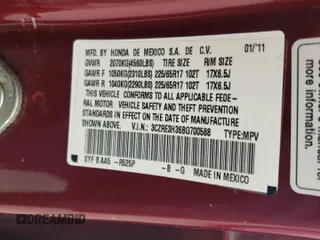 MFD. BY HONDA DE MEXICO S.A. DE C.V. 01/'11
GVWR 2070KG(4560LBS) TIRE SIZE RIM SIZE
GAWR F 1050KG(2310LBS) 225/65R17 102T 17X6.5J
GAWR R 1040KG(2290LBS) 225/65R17 102T 17X6.5J
THIS VEHICLE CONFORMS TO ALL APPLICABLE FEDE-
RAL MOTOR VEHICLE SAFETY AND THEFT PREVENTION
STANDARDS IN EFFECT ON THE DATE OF MANUFACTURE
SHOWN ABOVE. V.I.N.: 3CZRE3H36BG700588 TYPE:MPV
SYF B AA5 - R525P -B -G MADE IN MEXICO
DREAMBID